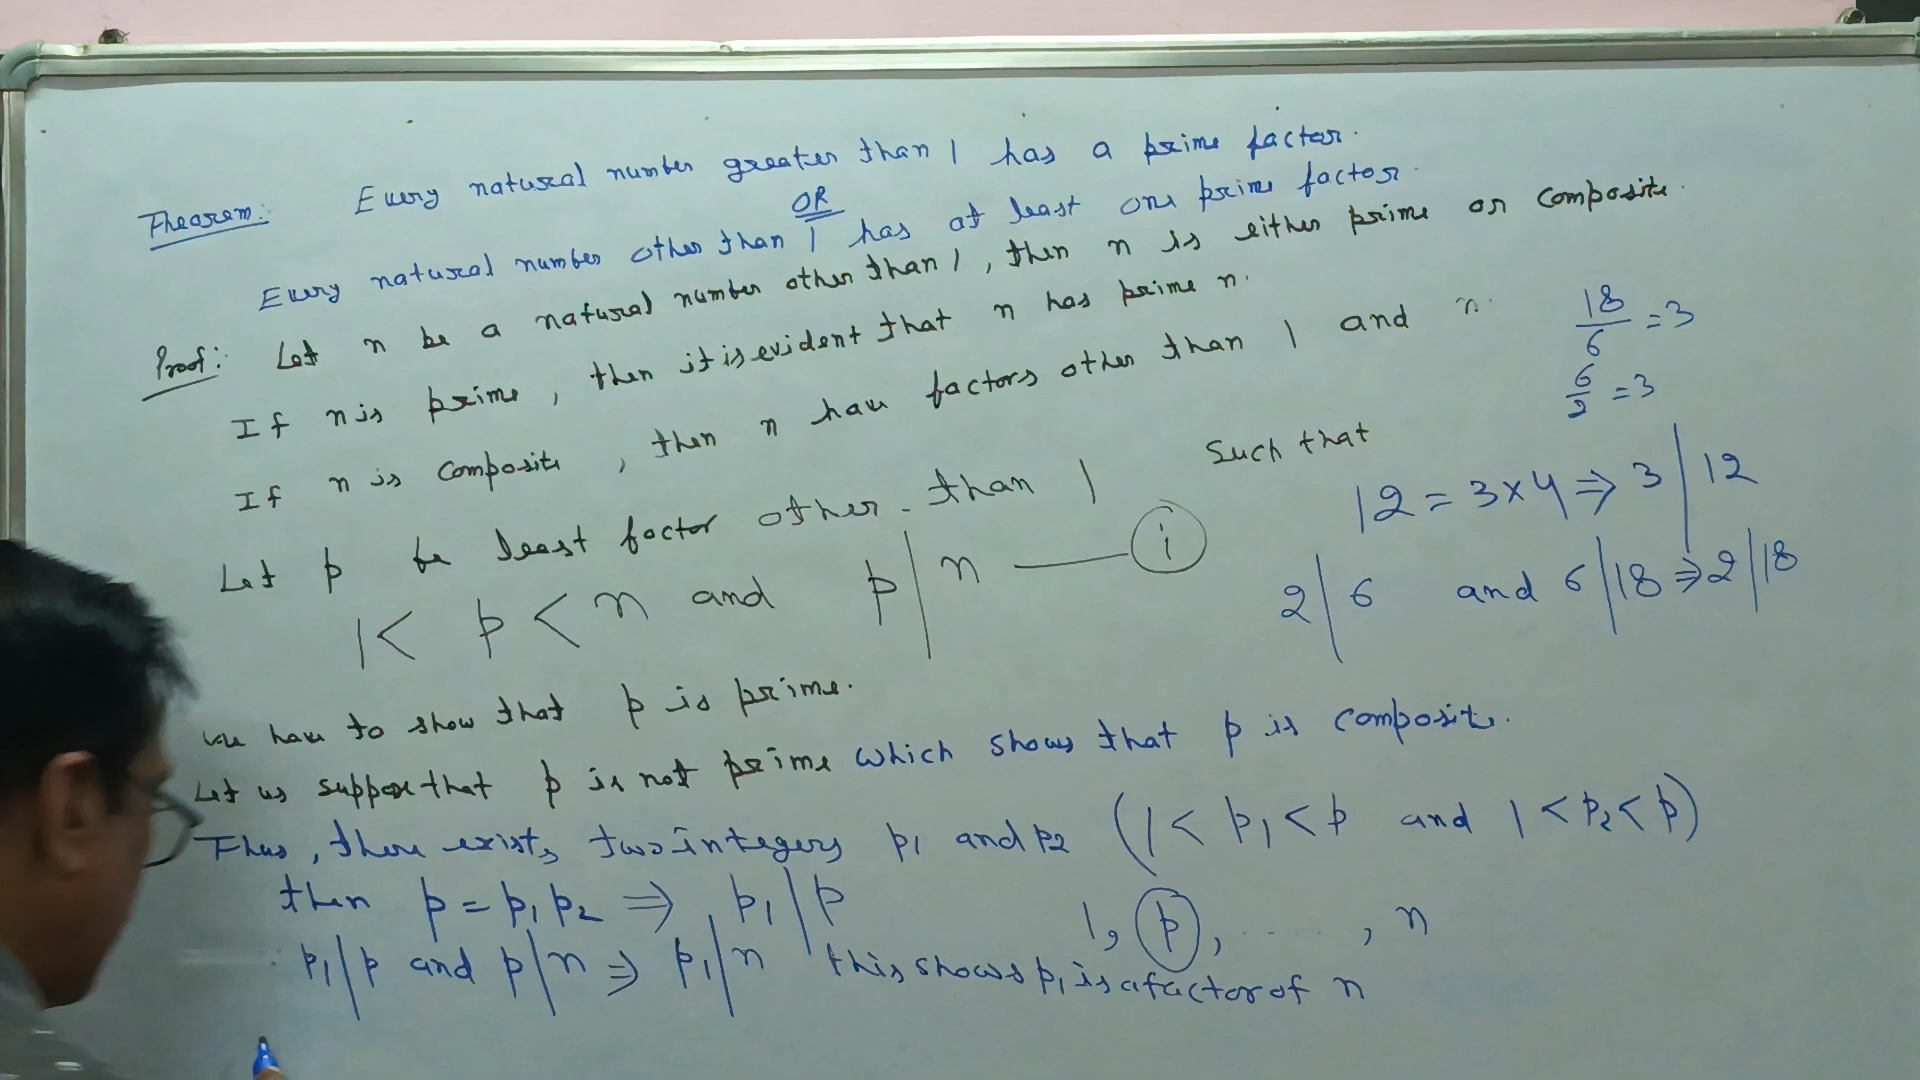 Theorem: Every natural number greater than 1 has a prime factor.
OR
Every natural number other than 1 has at least one prime factor.
Proof: Let n be a natural number other than 1, then n is either prime or composite.
If n is prime, then it is evident that n has prime n.
If n is composite, then n have factors other than 1 and n.
18/6 = 3
6/2 = 3
Let p be least factor other than 1 such that
1 < p < n and p | n — (i)
12 = 3 × 4 ⇒ 3 | 12
2 | 6 and 6 | 18 ⇒ 2 | 18
We have to show that p is prime.
Let us suppose that p is not prime which shows that p is composite.
Thus, there exists two integers p1 and p2 (1 < p1 < p and 1 < p2 < p)
then p = p1 p2 ⇒ p1 | p
1, p, ...., n
p1 | p and p | n ⇒ p1 | n this shows p1 is a factor of n